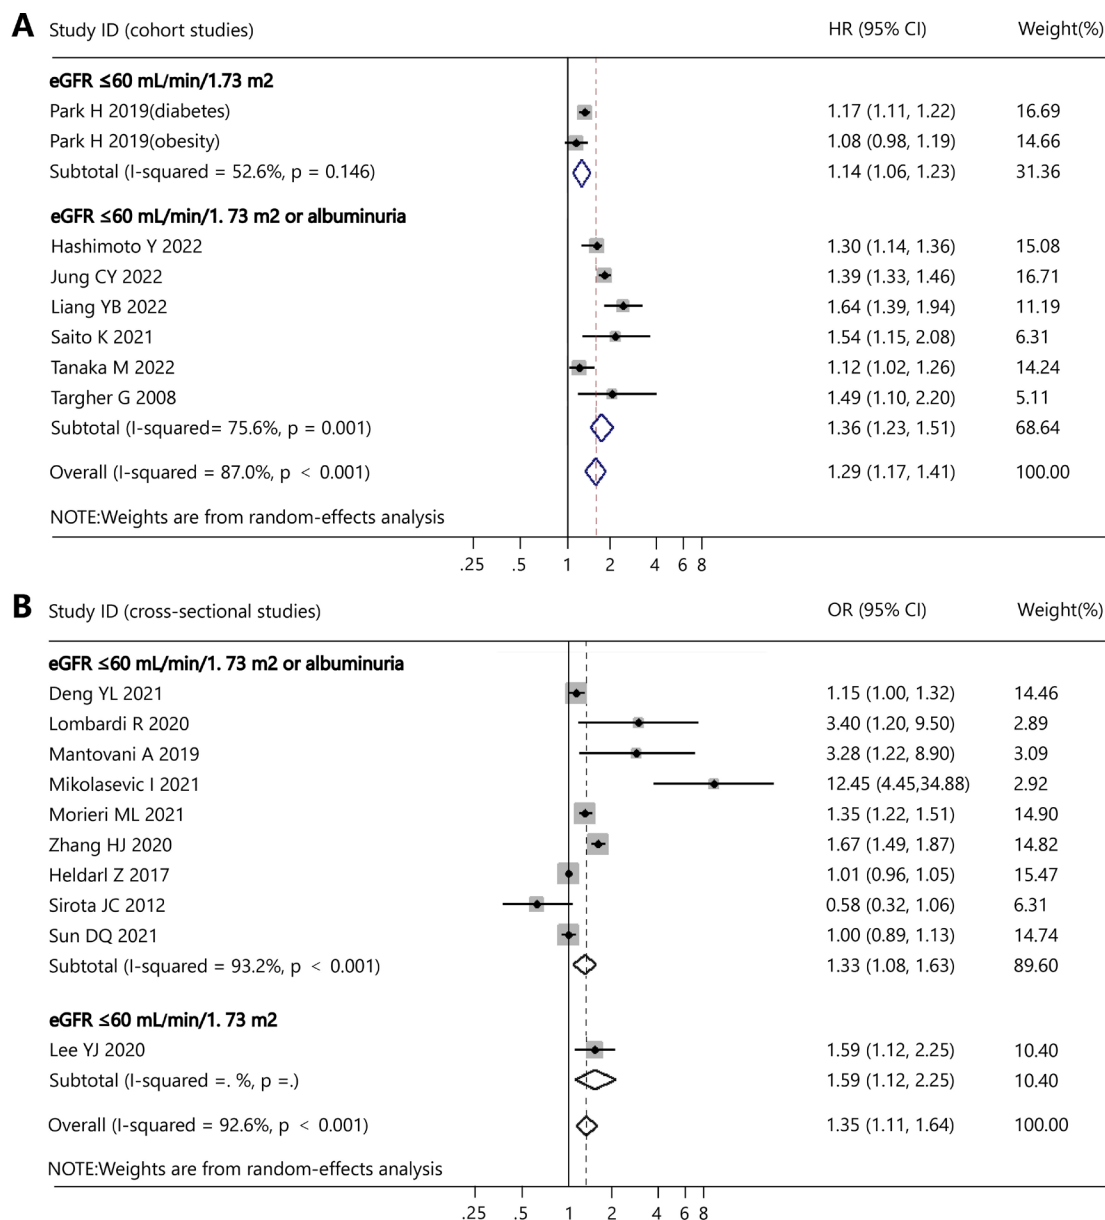 A Study ID (cohort studies) HR (95% CI) Weight(%)
eGFR ≤60 mL/min/1.73 m2
Park H 2019(diabetes) 1.17 (1.11, 1.22) 16.69
Park H 2019(obesity) 1.08 (0.98, 1.19) 14.66
Subtotal (I-squared = 52.6%, p = 0.146) 1.14 (1.06, 1.23) 31.36
eGFR ≤60 mL/min/1. 73 m2 or albuminuria
Hashimoto Y 2022 1.30 (1.14, 1.36) 15.08
Jung CY 2022 1.39 (1.33, 1.46) 16.71
Liang YB 2022 1.64 (1.39, 1.94) 11.19
Saito K 2021 1.54 (1.15, 2.08) 6.31
Tanaka M 2022 1.12 (1.02, 1.26) 14.24
Targher G 2008 1.49 (1.10, 2.20) 5.11
Subtotal (I-squared= 75.6%, p = 0.001) 1.36 (1.23, 1.51) 68.64
Overall (I-squared = 87.0%, p < 0.001) 1.29 (1.17, 1.41) 100.00
NOTE:Weights are from random-effects analysis
.25 .5 1 2 4 6 8
B Study ID (cross-sectional studies) OR (95% CI) Weight(%)
eGFR ≤60 mL/min/1. 73 m2 or albuminuria
Deng YL 2021 1.15 (1.00, 1.32) 14.46
Lombardi R 2020 3.40 (1.20, 9.50) 2.89
Mantovani A 2019 3.28 (1.22, 8.90) 3.09
Mikolasevic I 2021 12.45 (4.45,34.88) 2.92
Morieri ML 2021 1.35 (1.22, 1.51) 14.90
Zhang HJ 2020 1.67 (1.49, 1.87) 14.82
Heldarl Z 2017 1.01 (0.96, 1.05) 15.47
Sirota JC 2012 0.58 (0.32, 1.06) 6.31
Sun DQ 2021 1.00 (0.89, 1.13) 14.74
Subtotal (I-squared = 93.2%, p < 0.001) 1.33 (1.08, 1.63) 89.60
eGFR ≤60 mL/min/1. 73 m2
Lee YJ 2020 1.59 (1.12, 2.25) 10.40
Subtotal (I-squared =. %, p =.) 1.59 (1.12, 2.25) 10.40
Overall (I-squared = 92.6%, p < 0.001) 1.35 (1.11, 1.64) 100.00
NOTE:Weights are from random-effects analysis
.25 .5 1 2 4 6 8